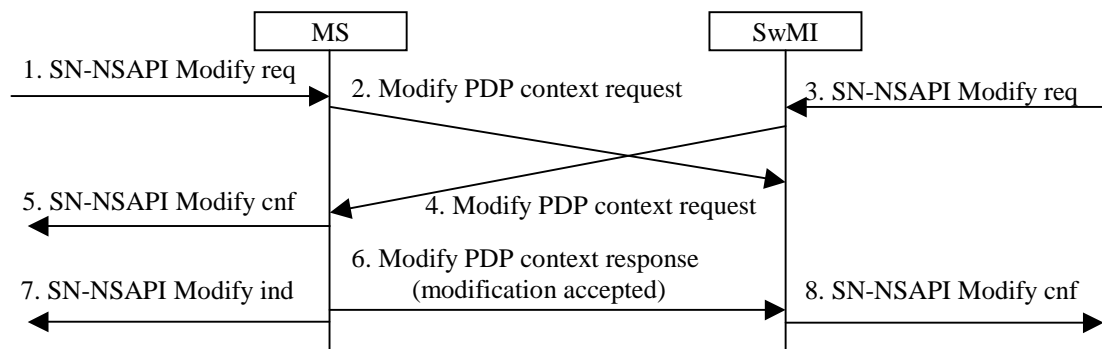 MS
SwMI
1. SN-NSAPI Modify req
2. Modify PDP context request
3. SN-NSAPI Modify req
5. SN-NSAPI Modify cnf
4. Modify PDP context request
6. Modify PDP context response
(modification accepted)
7. SN-NSAPI Modify ind
8. SN-NSAPI Modify cnf